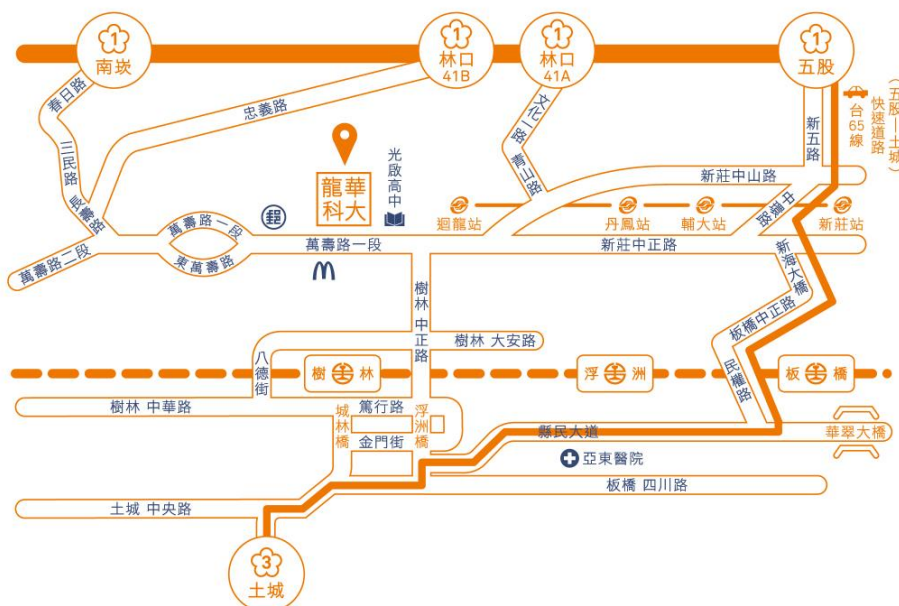 1
南崁
1
林口
41B
1
林口
41A
1
五股
台65線
快速道路
（五股—土城）
春日路
忠義路
文化一路
青山路
新五路
三民路
長壽路
龍華
科大
光啟高中
郵
新莊中山路
中華路
迴龍站
丹鳳站
輔大站
新莊站
萬壽路一段
東萬壽路
萬壽路二段
萬壽路一段
新莊中正路
新海大橋
樹林 中正路
板橋中正路
樹林 大安路
八德街
民權路
樹 林
浮 洲
板 橋
樹林 中華路
篤行路
城林橋
浮洲橋
金門街
縣民大道
華翠大橋
亞東醫院
板橋 四川路
土城 中央路
3
土城